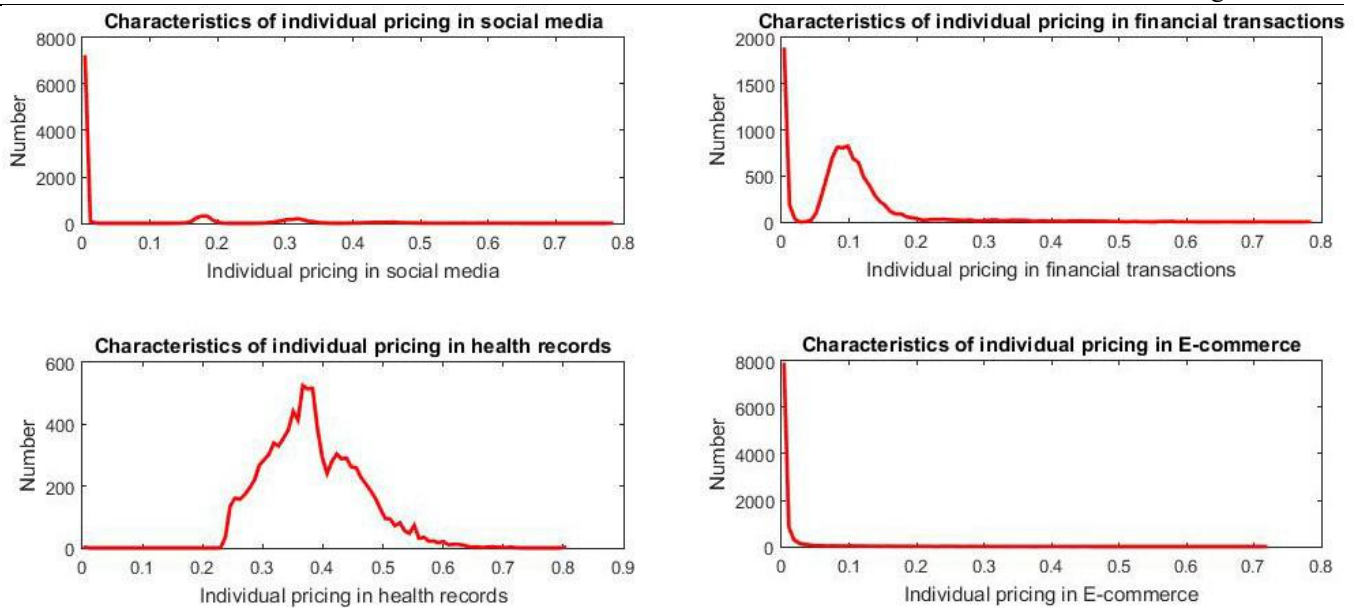 Characteristics of individual pricing in social media
8000
6000
4000
2000
0
Number
0 0.1 0.2 0.3 0.4 0.5 0.6 0.7 0.8
Individual pricing in social media
Characteristics of individual pricing in financial transactions
2000
1500
1000
500
0
Number
0 0.1 0.2 0.3 0.4 0.5 0.6 0.7 0.8
Individual pricing in financial transactions
Characteristics of individual pricing in health records
600
400
200
0
Number
0 0.1 0.2 0.3 0.4 0.5 0.6 0.7 0.8 0.9
Individual pricing in health records
Characteristics of individual pricing in E-commerce
8000
6000
4000
2000
0
Number
0 0.1 0.2 0.3 0.4 0.5 0.6 0.7 0.8
Individual pricing in E-commerce